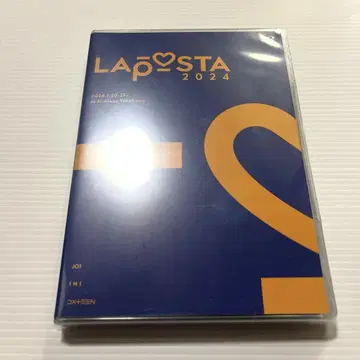 LAPOSTA
2024
JO1
INI
DXTEEN